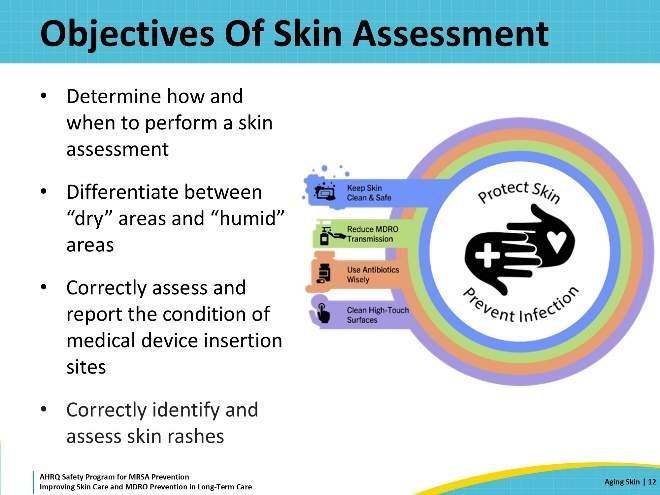 Objectives Of Skin Assessment
• Determine how and
when to perform a skin
assessment
• Differentiate between
“dry” areas and “humid”
areas
• Correctly assess and
report the condition of
medical device insertion
sites
• Correctly identify and
assess skin rashes
Keep Skin
Clean & Safe
Reduce MDRO
Transmission
Use Antibiotics
Wisely
Clean High-Touch
Surfaces
Protect Skin
Prevent Infection
AHRQ Safety Program for MRSA Prevention
Improving Skin Care and MDRO Prevention in Long-Term Care
Aging Skin | 12